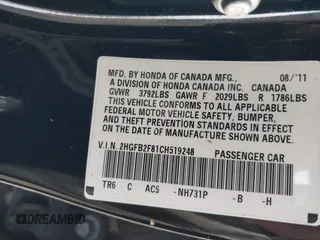 MFD. BY HONDA OF CANADA MFG., 08/'11
A DIVISION OF HONDA CANADA INC. CANADA
GVWR 3792LBS GAWR F 2029LBS R 1786LBS
THIS VEHICLE CONFORMS TO ALL APPLICABLE
FEDERAL MOTOR VEHICLE SAFETY, BUMPER,
AND THEFT PREVENTION STANDARDS IN EFFECT ON
THE DATE OF MANUFACTURE SHOWN ABOVE.
V.I.N. 2HGFB2F81CH519248 PASSENGER CAR
TR6 C AC5 -NH731P -B -H
DREAMBID